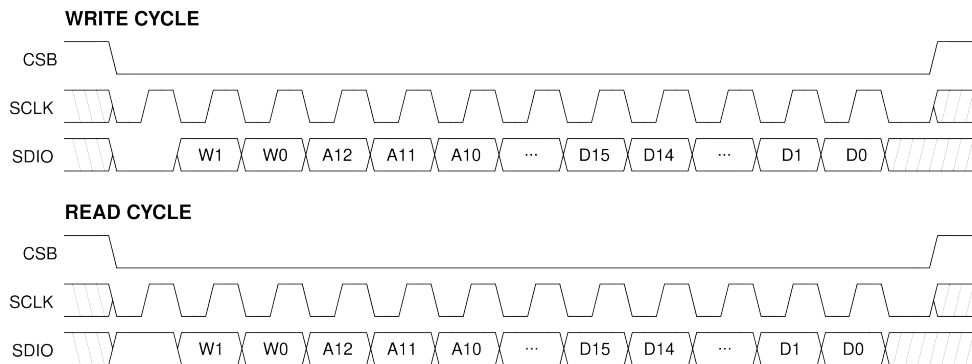 WRITE CYCLE
CSB
SCLK
SDIO W1 W0 A12 A11 A10 ... D15 D14 ... D1 D0
READ CYCLE
CSB
SCLK
SDIO W1 W0 A12 A11 A10 ... D15 D14 ... D1 D0